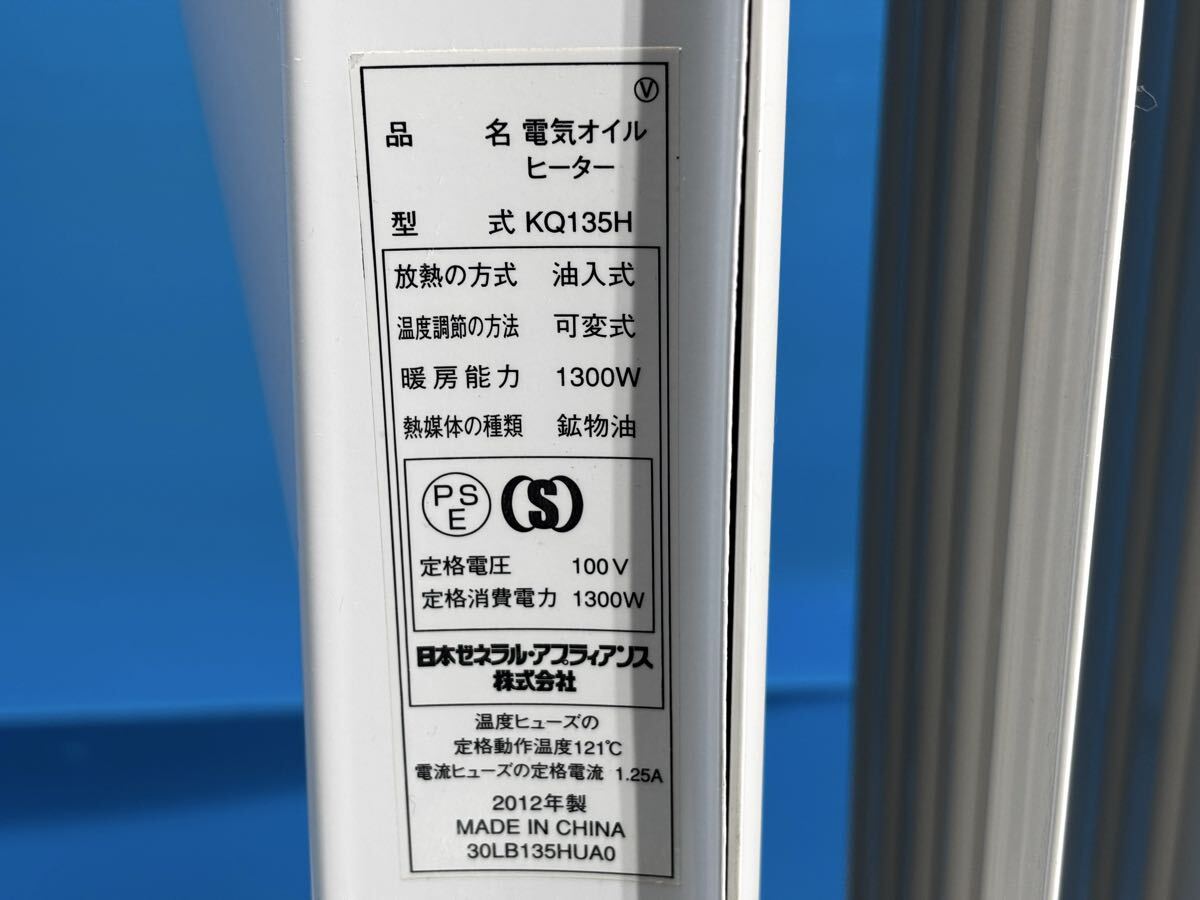 Ⓥ
品 名 電気オイル
ヒーター
型 式 KQ135H
放熱の方式 油入式
温度調節の方法 可変式
暖房能力 1300W
熱媒体の種類 鉱物油
PSE S
定格電圧 100V
定格消費電力 1300W
日本ゼネラル・アプライアンス
株式会社
温度ヒューズの
定格動作温度121℃
電流ヒューズの定格電流 1.25A
2012年製
MADE IN CHINA
30LB135HUA0